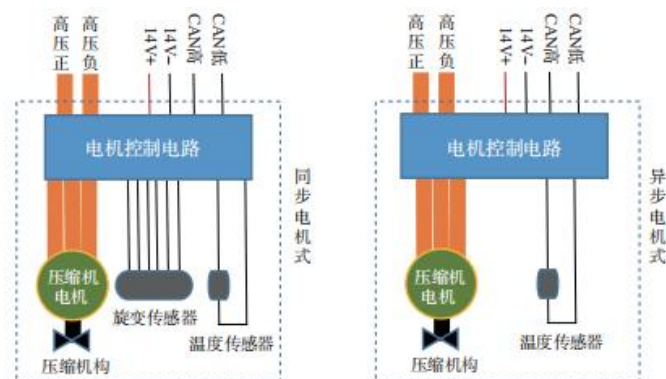 高压正
高压负
14V+
14V-
CAN高
CAN低
电机控制电路
同步电机式
压缩机
电机
旋变传感器
温度传感器
压缩机构
高压正
高压负
14V+
14V-
CAN高
CAN低
电机控制电路
异步电机式
压缩机
电机
温度传感器
压缩机构